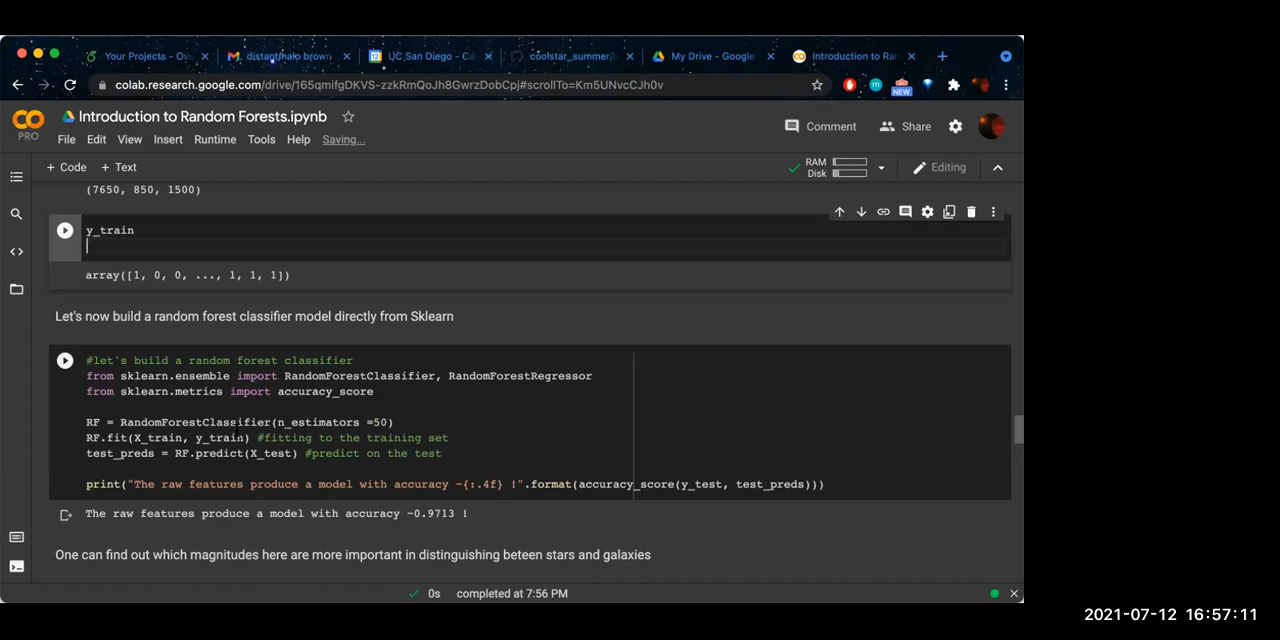 Your Projects - Ove
distantmalo brown
UC San Diego - Ca
coolstar_summer/
My Drive - Google
Introduction to Ran
colab.research.google.com/drive/165qmifgDKVS-zzkRmQoJh8GwrzDobCpj#scrollTo=Km5UNvcCJh0v
NEW
PRO
Introduction to Random Forests.ipynb
File Edit View Insert Runtime Tools Help Saving...
Comment Share
+ Code + Text
RAM
Disk
Editing
(7650, 850, 1500)
y_train
array([1, 0, 0, ..., 1, 1, 1])
Let's now build a random forest classifier model directly from Sklearn
#let's build a random forest classifier
from sklearn.ensemble import RandomForestClassifier, RandomForestRegressor
from sklearn.metrics import accuracy_score
RF = RandomForestClassifier(n_estimators =50)
RF.fit(X_train, y_train) #fitting to the training set
test_preds = RF.predict(X_test) #predict on the test
print("The raw features produce a model with accuracy ~{:.4f} !".format(accuracy_score(y_test, test_preds)))
The raw features produce a model with accuracy ~0.9713 !
One can find out which magnitudes here are more important in distinguishing beteen stars and galaxies
0s completed at 7:56 PM
2021-07-12 16:57:11